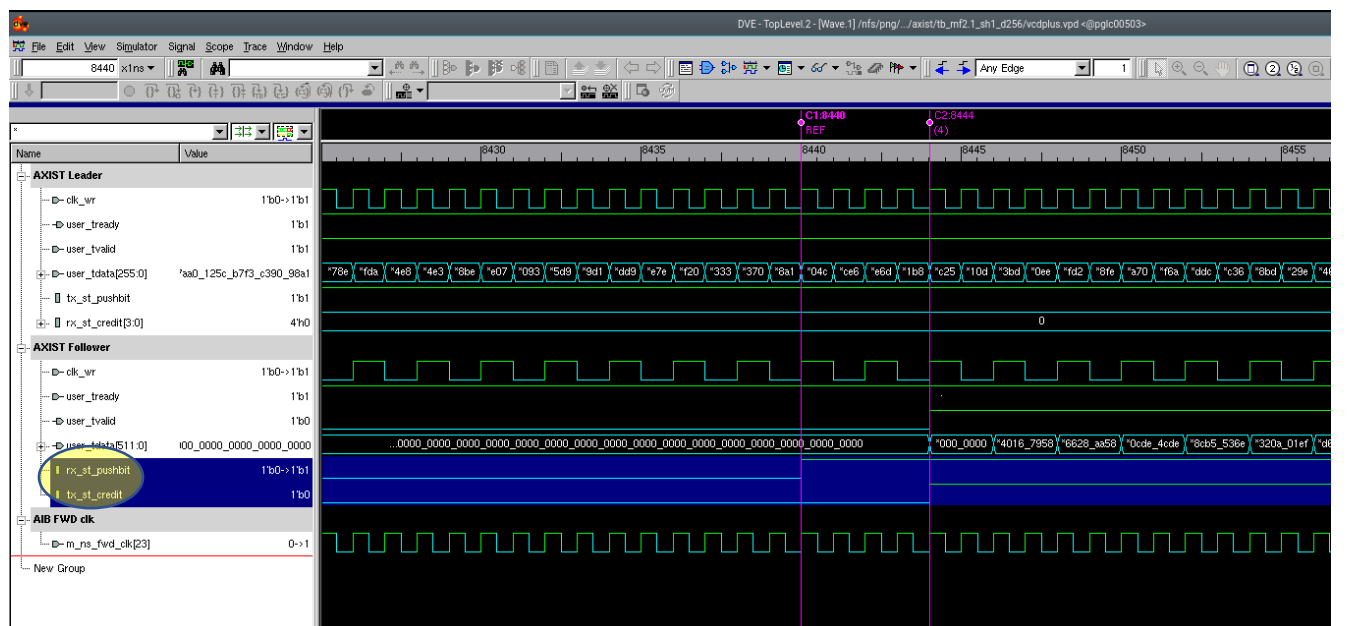 DVE - TopLevel.2 - [Wave.1] /nfs/png/.../axist/tb_mf2.1_sh1_d256/vcdplus.vpd <@pglc00503>
File Edit View Simulator Signal Scope Trace Window Help
8440 x1ns Any Edge 1
C1:8440 C2:8444
REF (4)
*
Name Value 8430 8435 8440 8445 8450 8455
AXIST Leader
clk_wr 1'b0->1'b1
user_tready 1'b1
user_tvalid 1'b1
user_tdata[255:0] 'aa0_125c_b7f3_c390_98a1 *78e *fda *4e8 *4e3 *8be *e07 *093 *5d9 *9d1 *dd9 *e7e *f20 *333 *370 *8a1 *04c *ce6 *e6d *1b8 *c25 *10d *3bd *0ee *fd2 *8fe *a70 *f6a *ddc *c36 *8bd *29e *4
tx_st_pushbit 1'b1
rx_st_credit[3:0] 4'h0 0
AXIST Follower
clk_wr 1'b0->1'b1
user_tready 1'b1
user_tvalid 1'b0
user_tdata[511:0] 00_0000_0000_0000_0000 ...0000_0000_0000_0000_0000_0000_0000_0000_0000_0000_0000_0000_0000_0000_0000_0000_0000 *000_0000 *4016_7958 *6628_aa58 *0cde_4cde *8cb5_536e *320a_01ef *d
rx_st_pushbit 1'b0->1'b1
tx_st_credit 1'b0
AIB FWD clk
m_ns_fwd_clk[23] 0->1
New Group